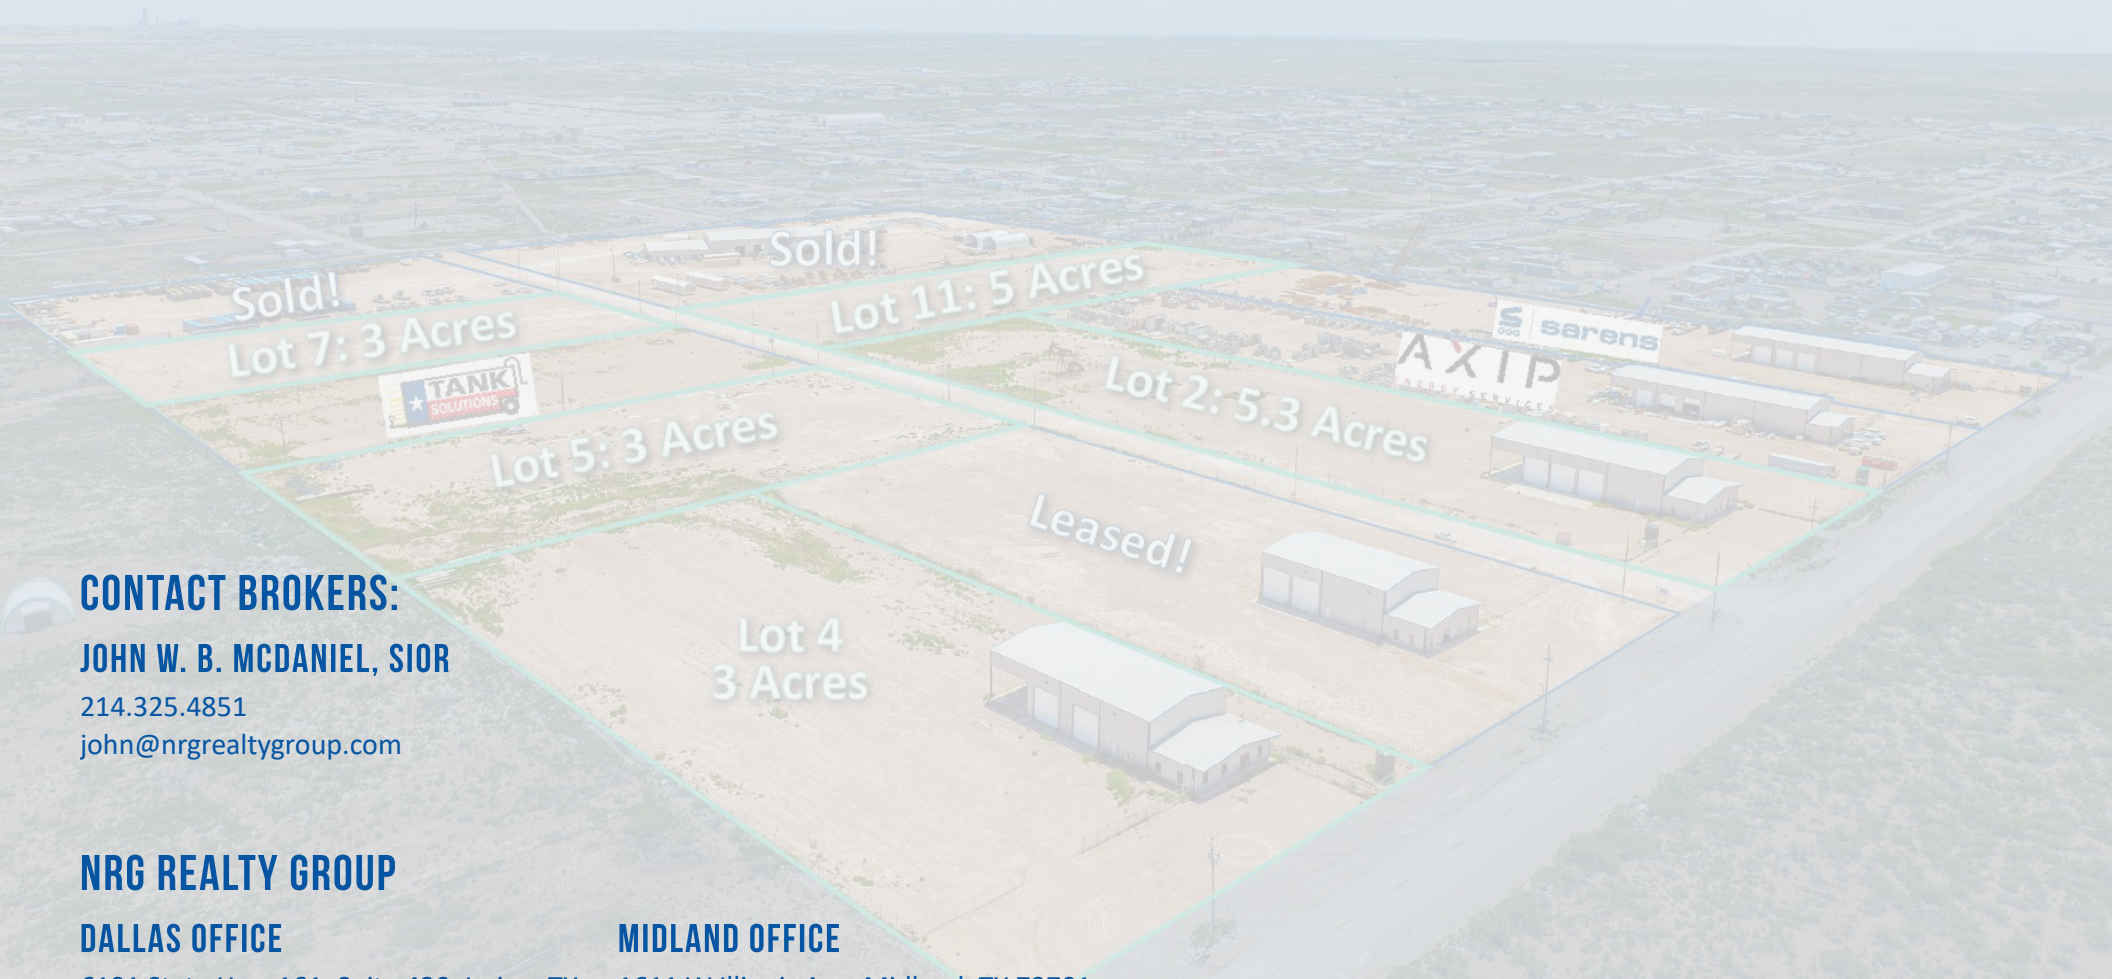 Sold!
Sold!
Lot 11: 5 Acres
Lot 7: 3 Acres
sarens
AXIP
ENERGY SERVICES
TANK
SOLUTIONS
Lot 2: 5.3 Acres
Lot 5: 3 Acres
Leased!
CONTACT BROKERS:
Lot 4
3 Acres
JOHN W. B. MCDANIEL, SIOR
214.325.4851
john@nrgrealtygroup.com
NRG REALTY GROUP
DALLAS OFFICE
MIDLAND OFFICE